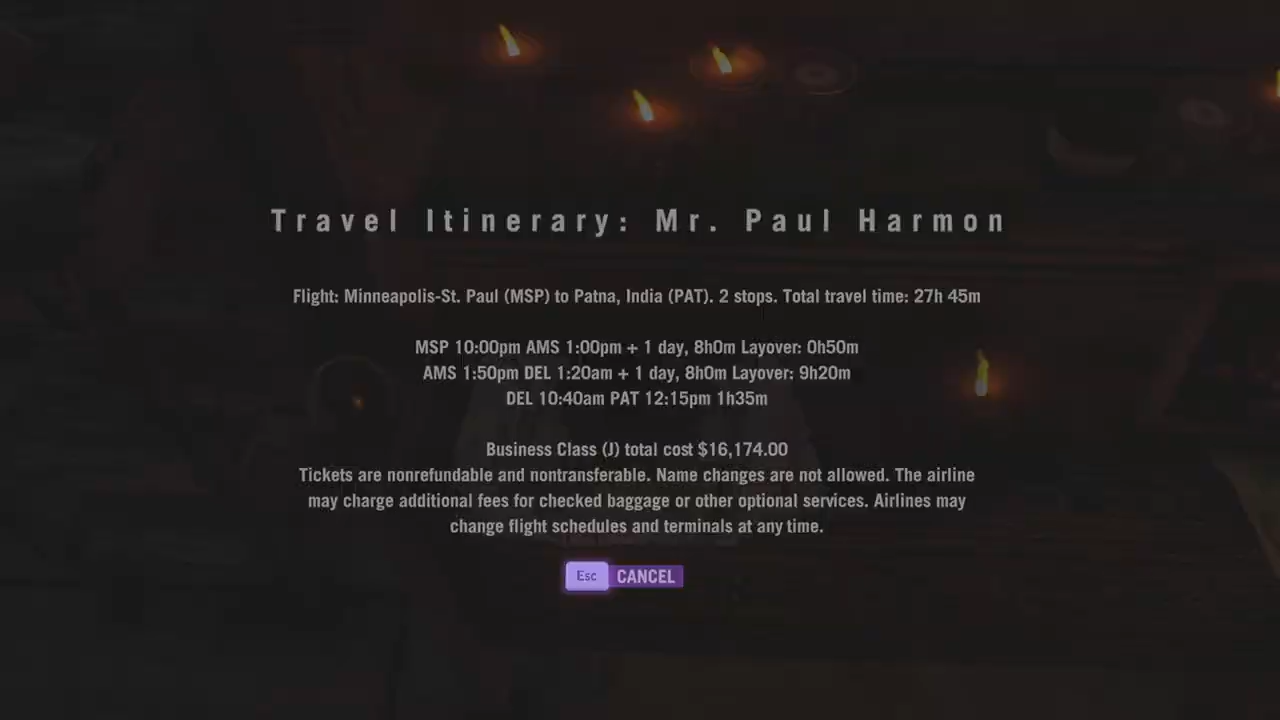 Travel Itinerary: Mr. Paul Harmon
Flight: Minneapolis-St. Paul (MSP) to Patna, India (PAT). 2 stops. Total travel time: 27h 45m
MSP 10:00pm AMS 1:00pm + 1 day, 8h0m Layover: 0h50m
AMS 1:50pm DEL 1:20am + 1 day, 8h0m Layover: 9h20m
DEL 10:40am PAT 12:15pm 1h35m
Business Class (J) total cost $16,174.00
Tickets are nonrefundable and nontransferable. Name changes are not allowed. The airline
may charge additional fees for checked baggage or other optional services. Airlines may
change flight schedules and terminals at any time.
Esc CANCEL